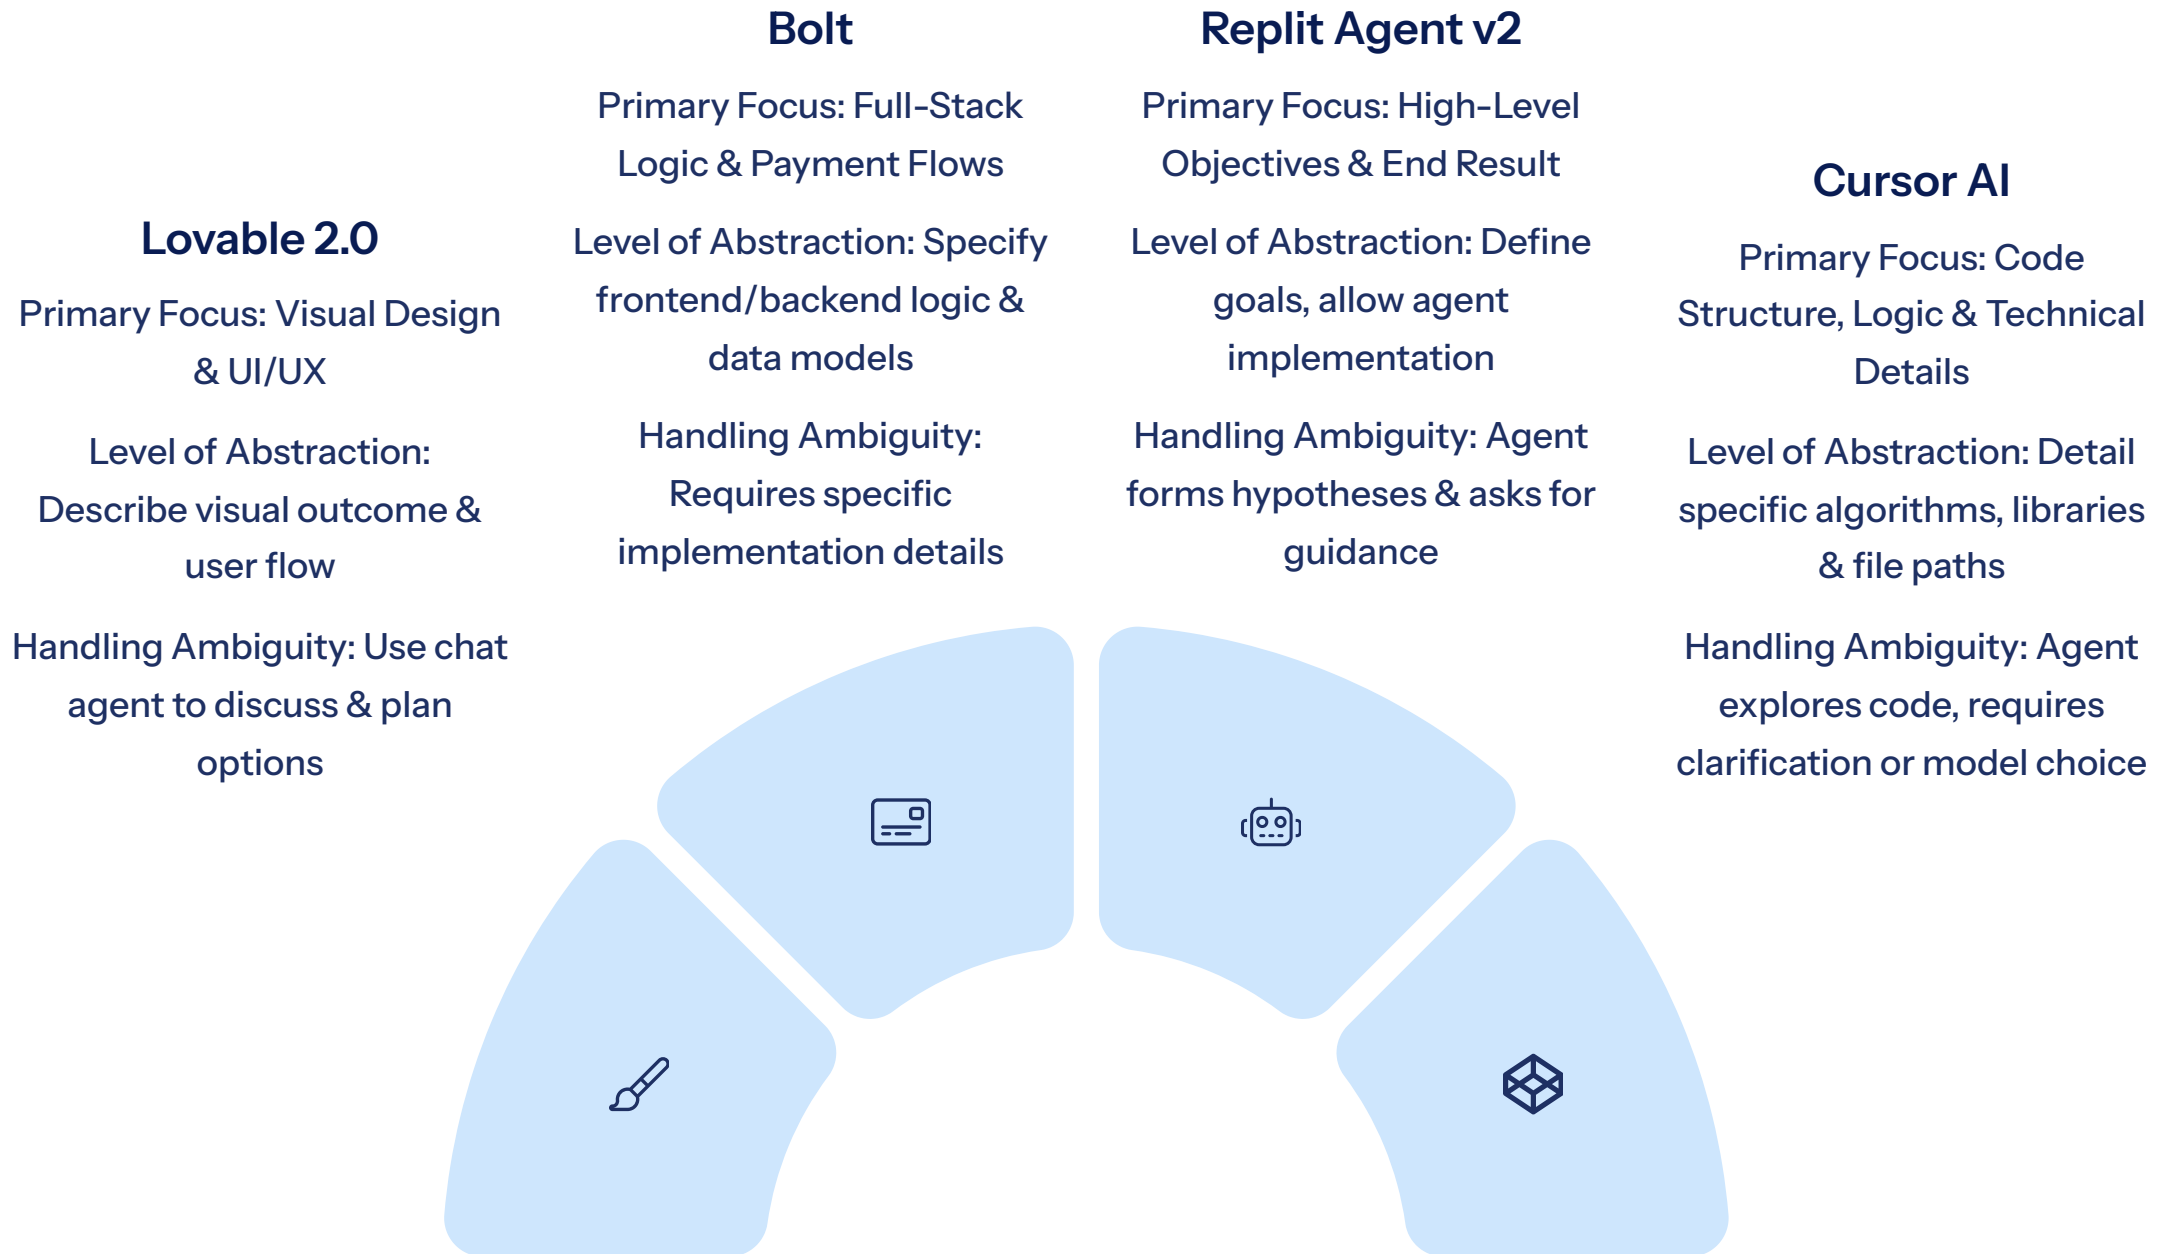 Lovable 2.0
Primary Focus: Visual Design
& UI/UX
Level of Abstraction:
Describe visual outcome &
user flow
Handling Ambiguity: Use chat
agent to discuss & plan
options
Bolt
Primary Focus: Full-Stack
Logic & Payment Flows
Level of Abstraction: Specify
frontend/backend logic &
data models
Handling Ambiguity:
Requires specific
implementation details
Replit Agent v2
Primary Focus: High-Level
Objectives & End Result
Level of Abstraction: Define
goals, allow agent
implementation
Handling Ambiguity: Agent
forms hypotheses & asks for
guidance
Cursor AI
Primary Focus: Code
Structure, Logic & Technical
Details
Level of Abstraction: Detail
specific algorithms, libraries
& file paths
Handling Ambiguity: Agent
explores code, requires
clarification or model choice